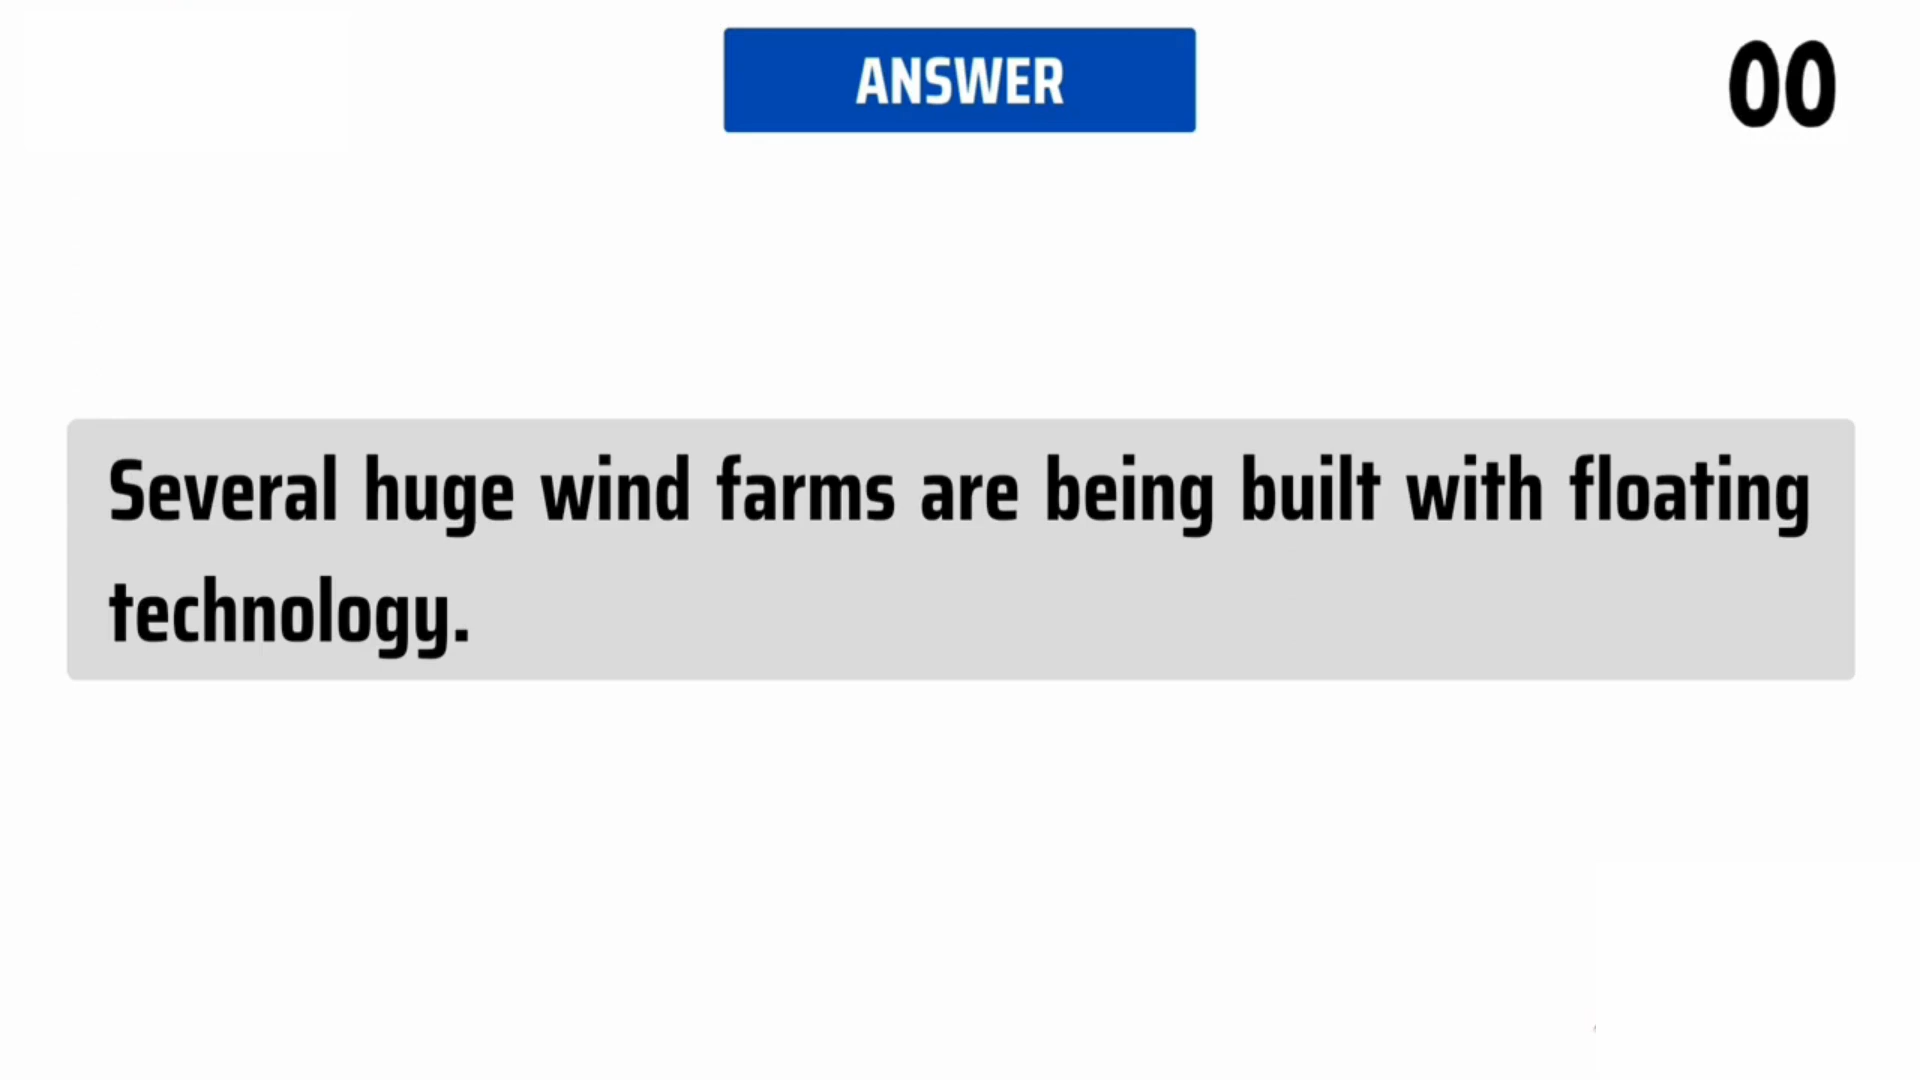 ANSWER
00
Several huge wind farms are being built with floating
technology.